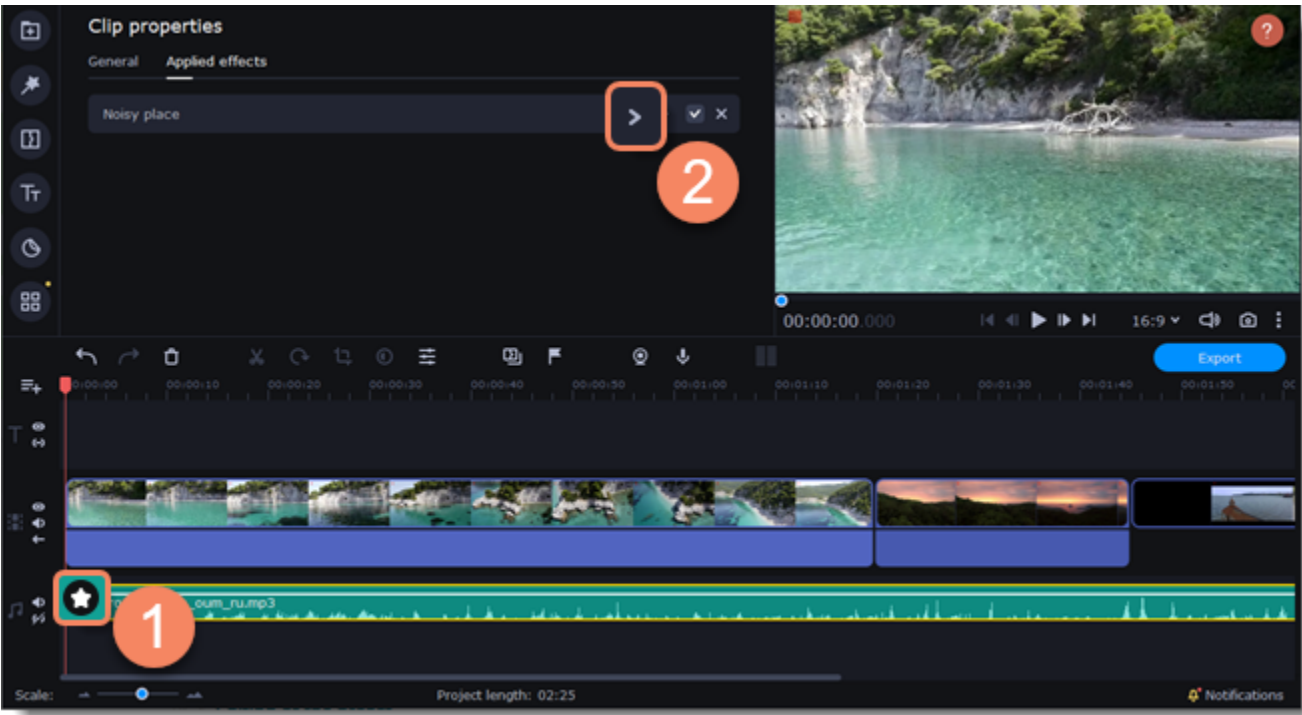 Clip properties
?
General Applied effects
Noisy place
2
Tт
00:00:00.000 16:9
Export
0:00:00 00:00:10 00:00:20 00:00:30 00:00:40 00:00:50 00:01:00 00:01:10 00:01:20 00:01:30 00:01:40 00:01:50 00
T
_oum_ru.mp3
1
Scale: Project length: 02:25 Notifications